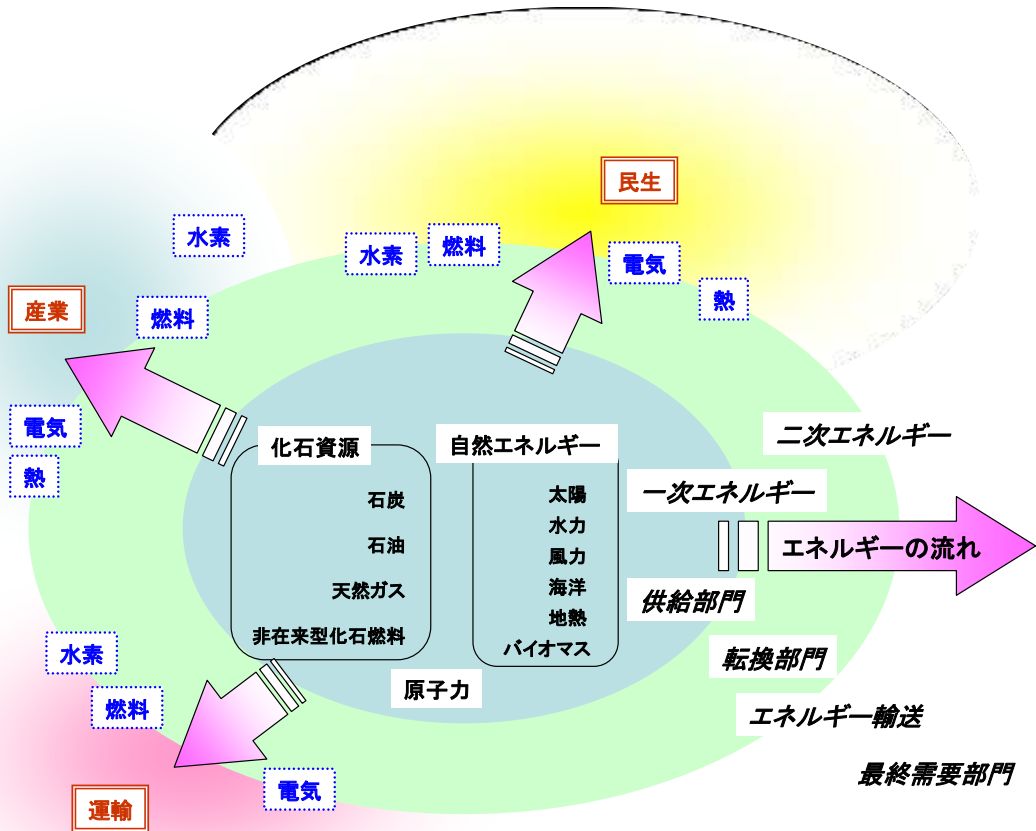 民生
水素
水素
燃料
電気
熱
産業
燃料
電気
熱
二次エネルギー
化石資源
自然エネルギー
石炭
石油
天然ガス
非在来型化石燃料
太陽
水力
風力
海洋
地熱
バイオマス
一次エネルギー
エネルギーの流れ
供給部門
転換部門
エネルギー輸送
最終需要部門
原子力
水素
燃料
電気
運輸